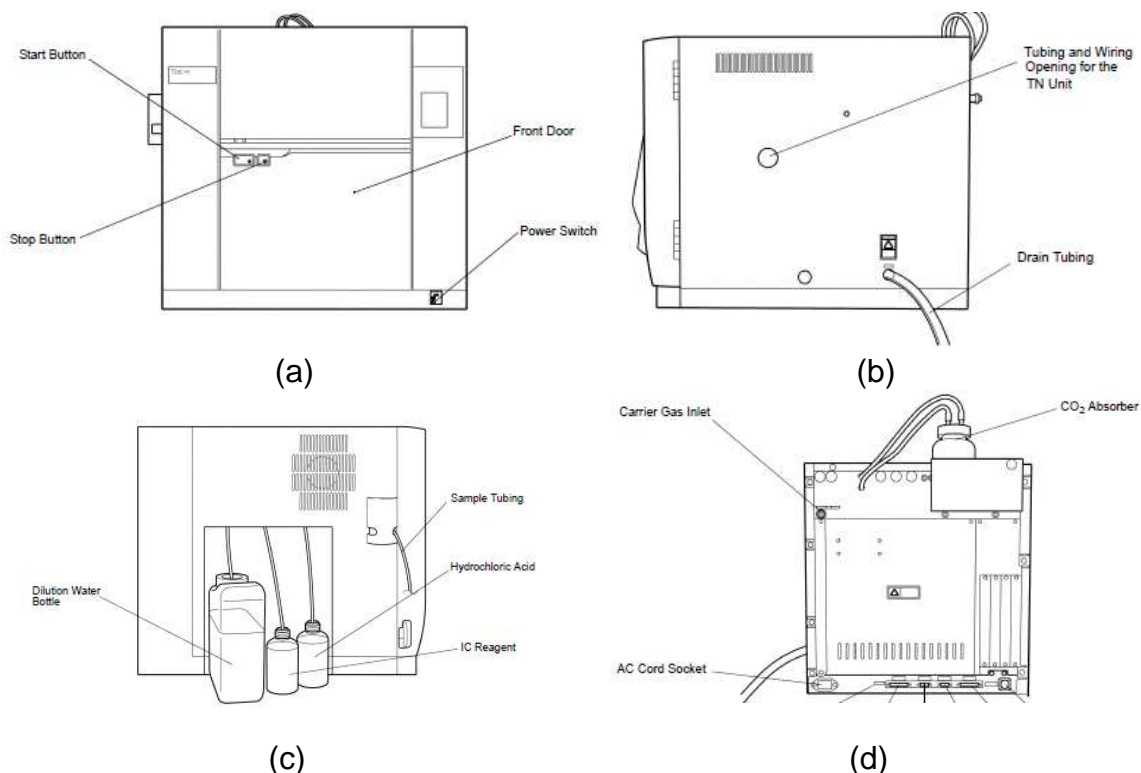 Start Button
Front Door
Stop Button
Power Switch
(a)
Tubing and Wiring
Opening for the
TN Unit
Drain Tubing
(b)
Sample Tubing
Hydrochloric Acid
Dilution Water
Bottle
IC Reagent
(c)
Carrier Gas Inlet
CO₂ Absorber
AC Cord Socket
(d)